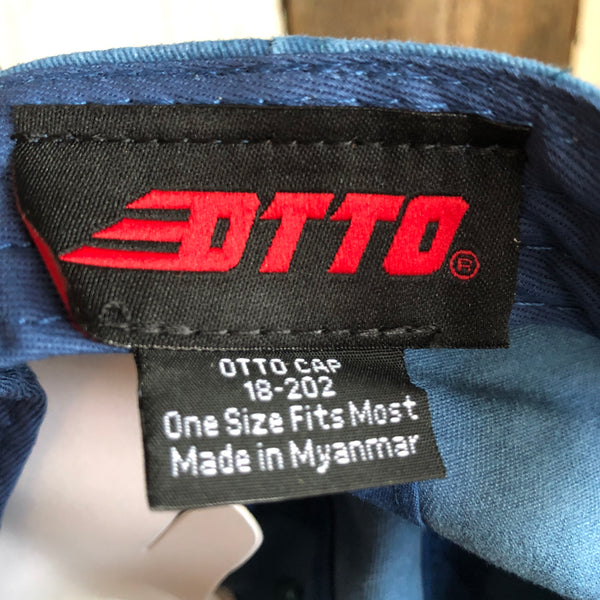 OTTO®
OTTO CAP
18-202
One Size Fits Most
Made in Myanmar